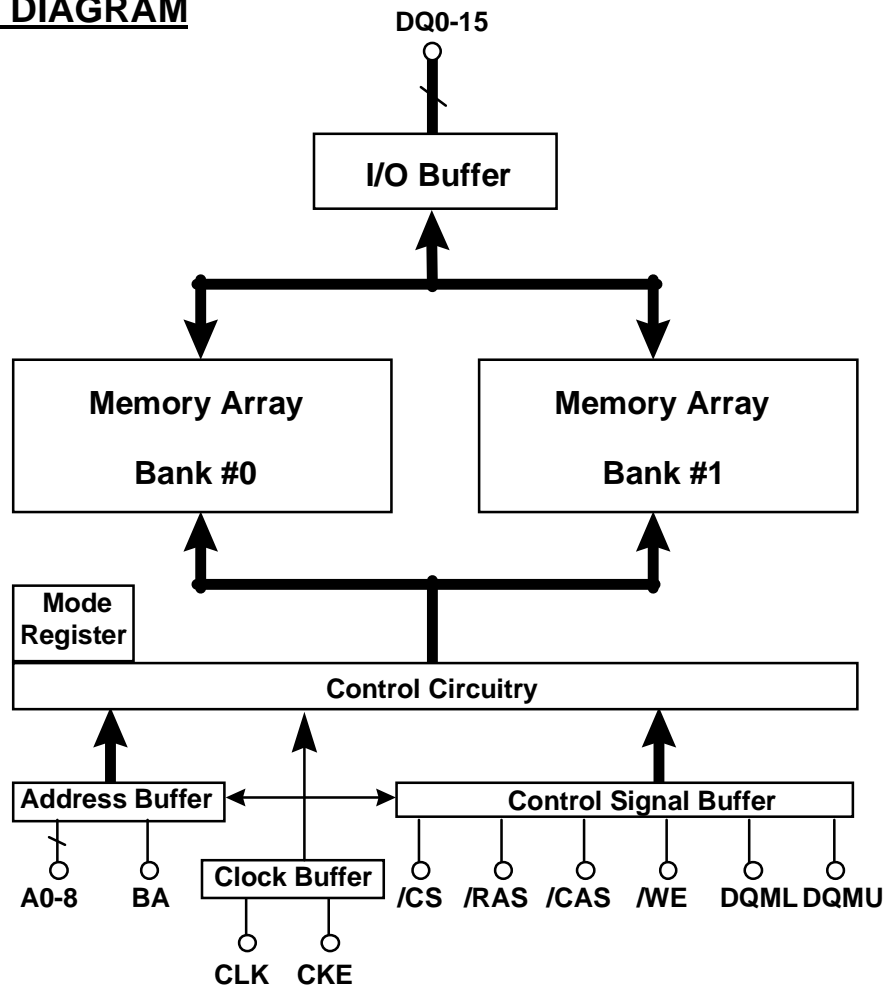 DIAGRAM
DQ0-15
I/O Buffer
Memory Array
Bank #0
Memory Array
Bank #1
Mode
Register
Control Circuitry
Address Buffer
Control Signal Buffer
A0-8
BA
Clock Buffer
/CS
/RAS
/CAS
/WE
DQML
DQMU
CLK
CKE